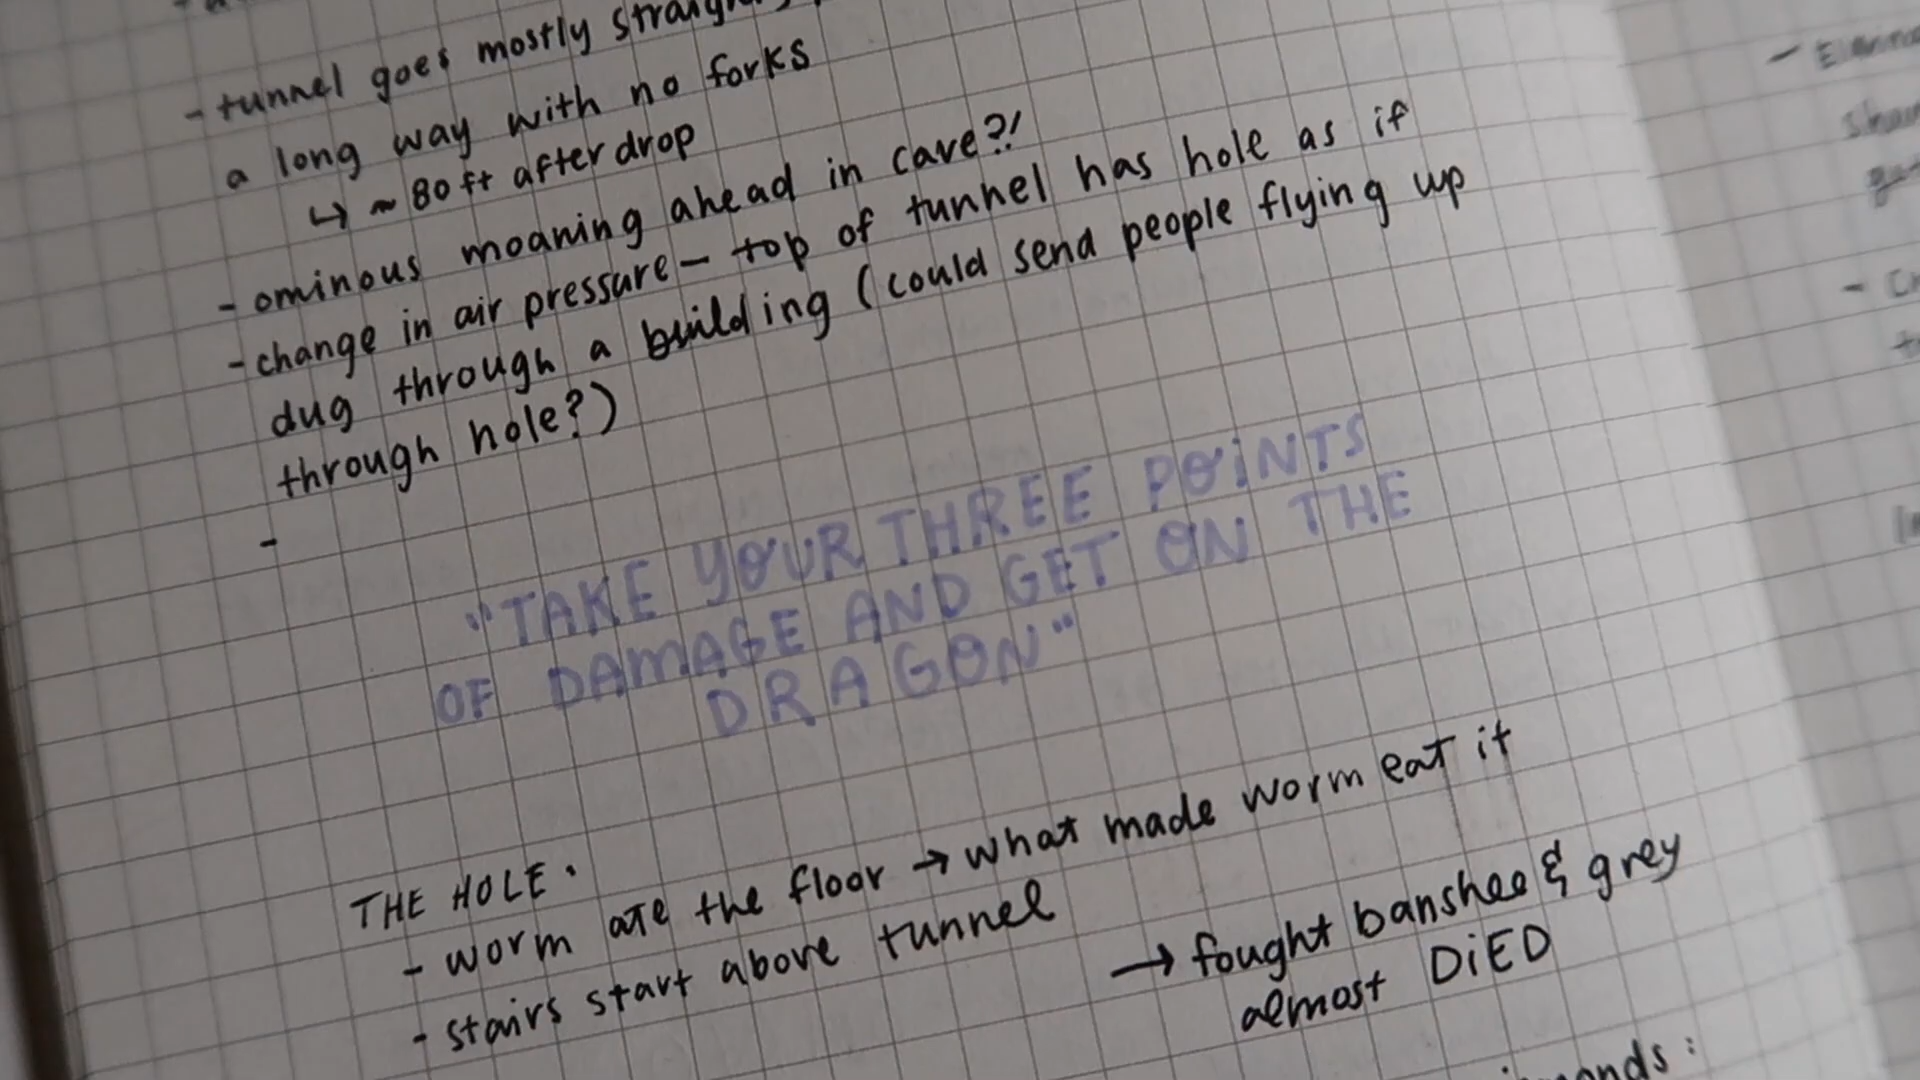 - tunnel goes mostly
a long way with no forks
↳ ~ 80 ft after drop
- ominous moaning ahead in cave?!
- change in air pressure - top of tunnel has hole as if
dug through a building (could send people flying up
through hole?)
-
"TAKE YOUR THREE POINTS
OF DAMAGE AND GET ON THE
DRAGON"
THE HOLE:
- worm ate the floor → what made worm eat it
- stairs start above tunnel
→ fought banshee & grey
almost DiED